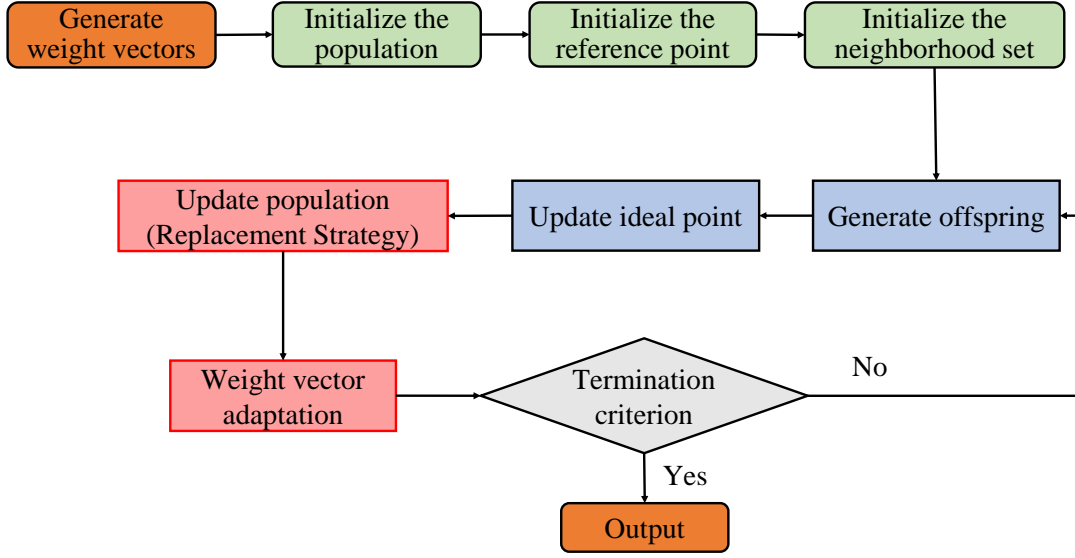 Generate
weight vectors
Initialize the
population
Initialize the
reference point
Initialize the
neighborhood set
Update population
(Replacement Strategy)
Update ideal point
Generate offspring
Weight vector
adaptation
Termination
criterion
No
Yes
Output